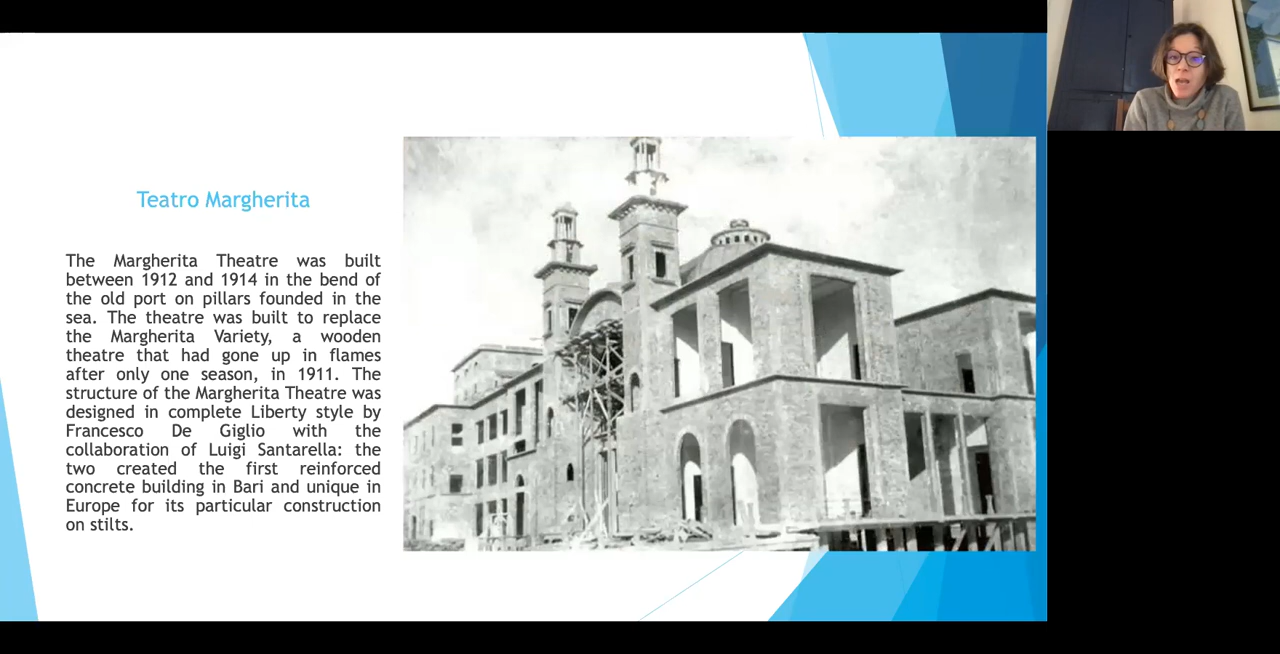 Teatro Margherita
The Margherita Theatre was built
between 1912 and 1914 in the bend of
the old port on pillars founded in the
sea. The theatre was built to replace
the Margherita Variety, a wooden
theatre that had gone up in flames
after only one season, in 1911. The
structure of the Margherita Theatre was
designed in complete Liberty style by
Francesco De Giglio with the
collaboration of Luigi Santarella: the
two created the first reinforced
concrete building in Bari and unique in
Europe for its particular construction
on stilts.